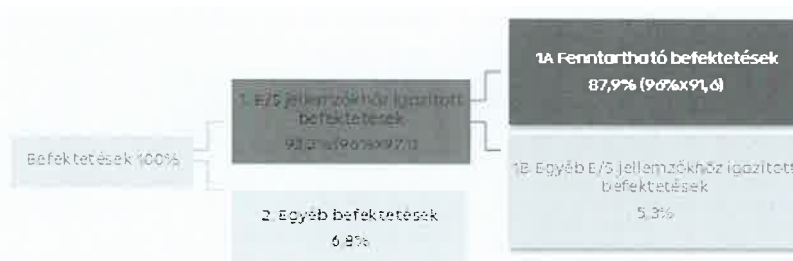 1A Fenntartható befektetések
87,9% (96%x91,6)
1. E/S jellemzőkhöz igazított
befektetések
93,2% (96%x97,1)
Befektetések 100%
1B Egyéb E/S jellemzőkhöz igazított
befektetések
5,3%
2. Egyéb befektetések
6,8%